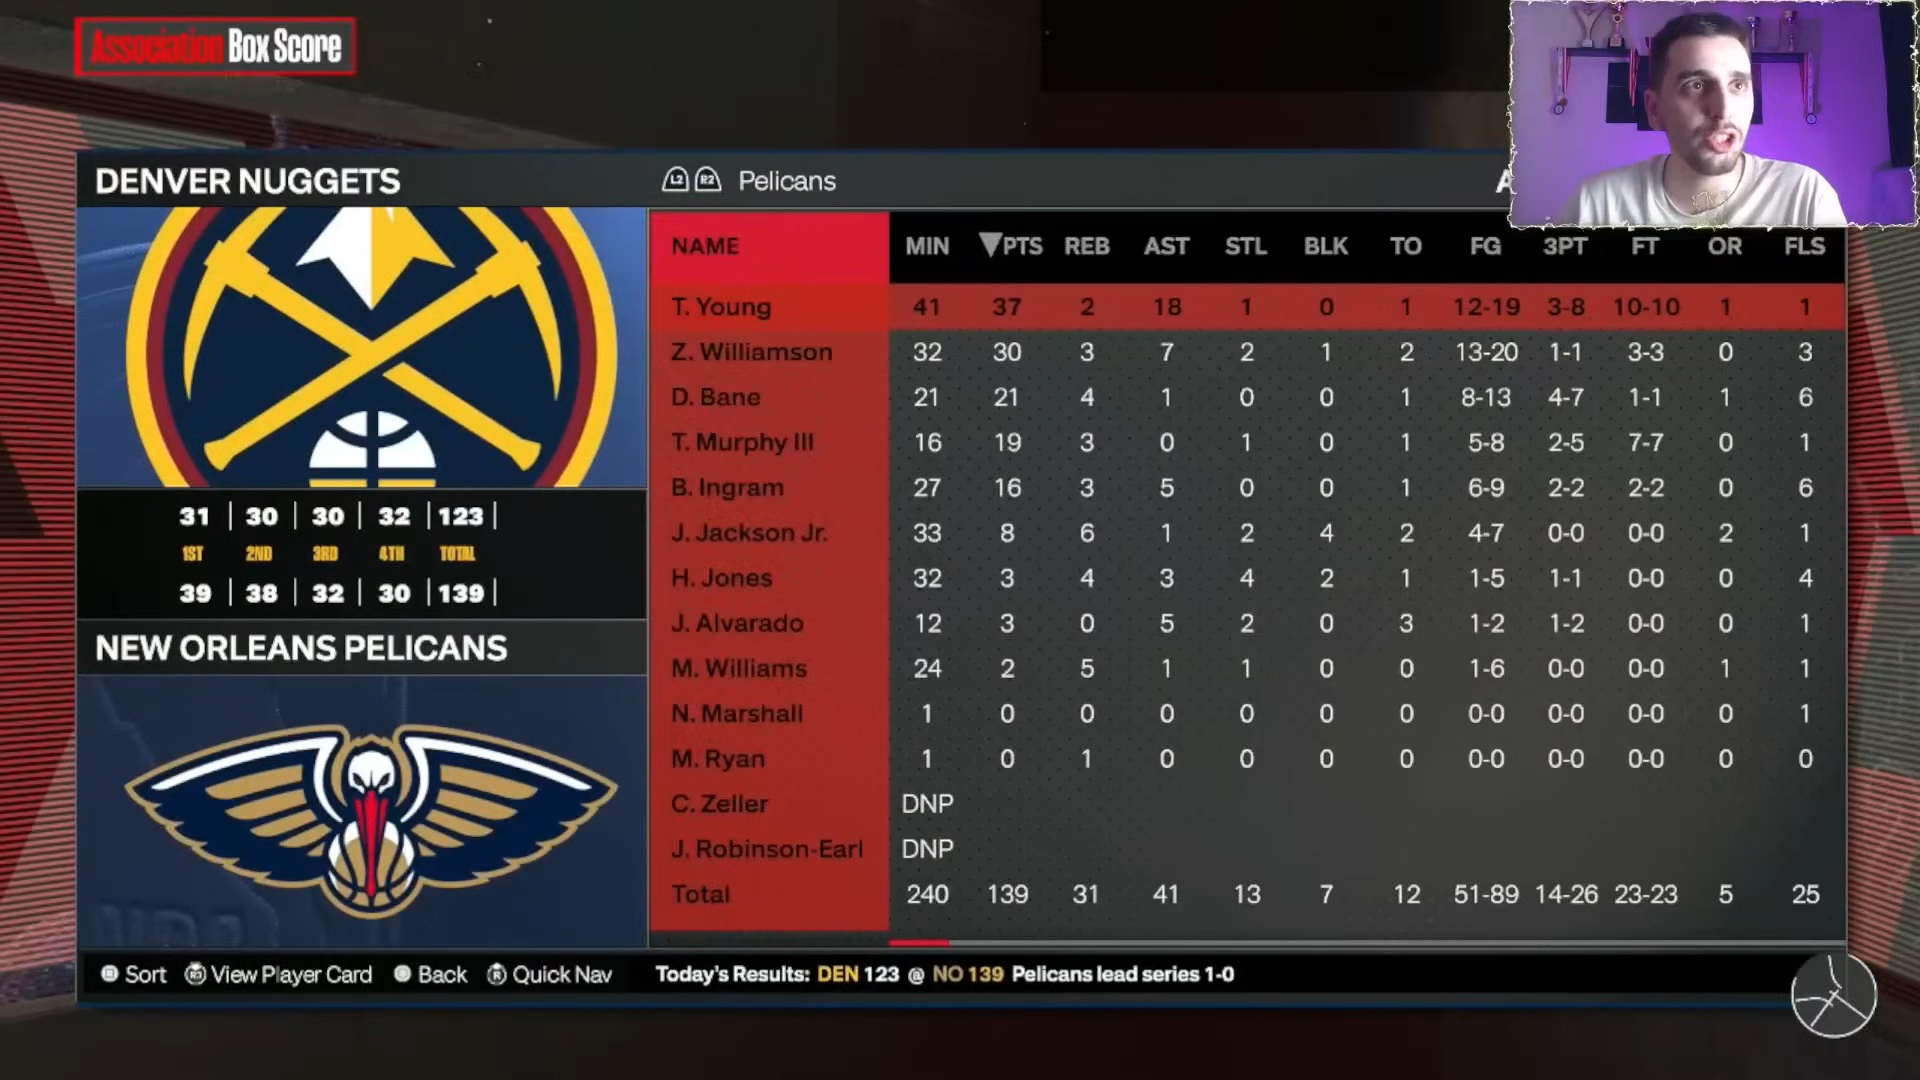 Association Box Score
DENVER NUGGETS
L2 R2 Pelicans
A
31 | 30 | 30 | 32 | 123 |
1ST 2ND 3RD 4TH TOTAL
39 | 38 | 32 | 30 | 139 |
NEW ORLEANS PELICANS
NAME MIN ▼PTS REB AST STL BLK TO FG 3PT FT OR FLS
T. Young 41 37 2 18 1 0 1 12-19 3-8 10-10 1 1
Z. Williamson 32 30 3 7 2 1 2 13-20 1-1 3-3 0 3
D. Bane 21 21 4 1 0 0 1 8-13 4-7 1-1 1 6
T. Murphy III 16 19 3 0 1 0 1 5-8 2-5 7-7 0 1
B. Ingram 27 16 3 5 0 0 1 6-9 2-2 2-2 0 6
J. Jackson Jr. 33 8 6 1 2 4 2 4-7 0-0 0-0 2 1
H. Jones 32 3 4 3 4 2 1 1-5 1-1 0-0 0 4
J. Alvarado 12 3 0 5 2 0 3 1-2 1-2 0-0 0 1
M. Williams 24 2 5 1 1 0 0 1-6 0-0 0-0 1 1
N. Marshall 1 0 0 0 0 0 0 0-0 0-0 0-0 0 1
M. Ryan 1 0 1 0 0 0 0 0-0 0-0 0-0 0 0
C. Zeller DNP
J. Robinson-Earl DNP
Total 240 139 31 41 13 7 12 51-89 14-26 23-23 5 25
Sort R3 View Player Card Back R Quick Nav
Today's Results: DEN 123 @ NO 139 Pelicans lead series 1-0